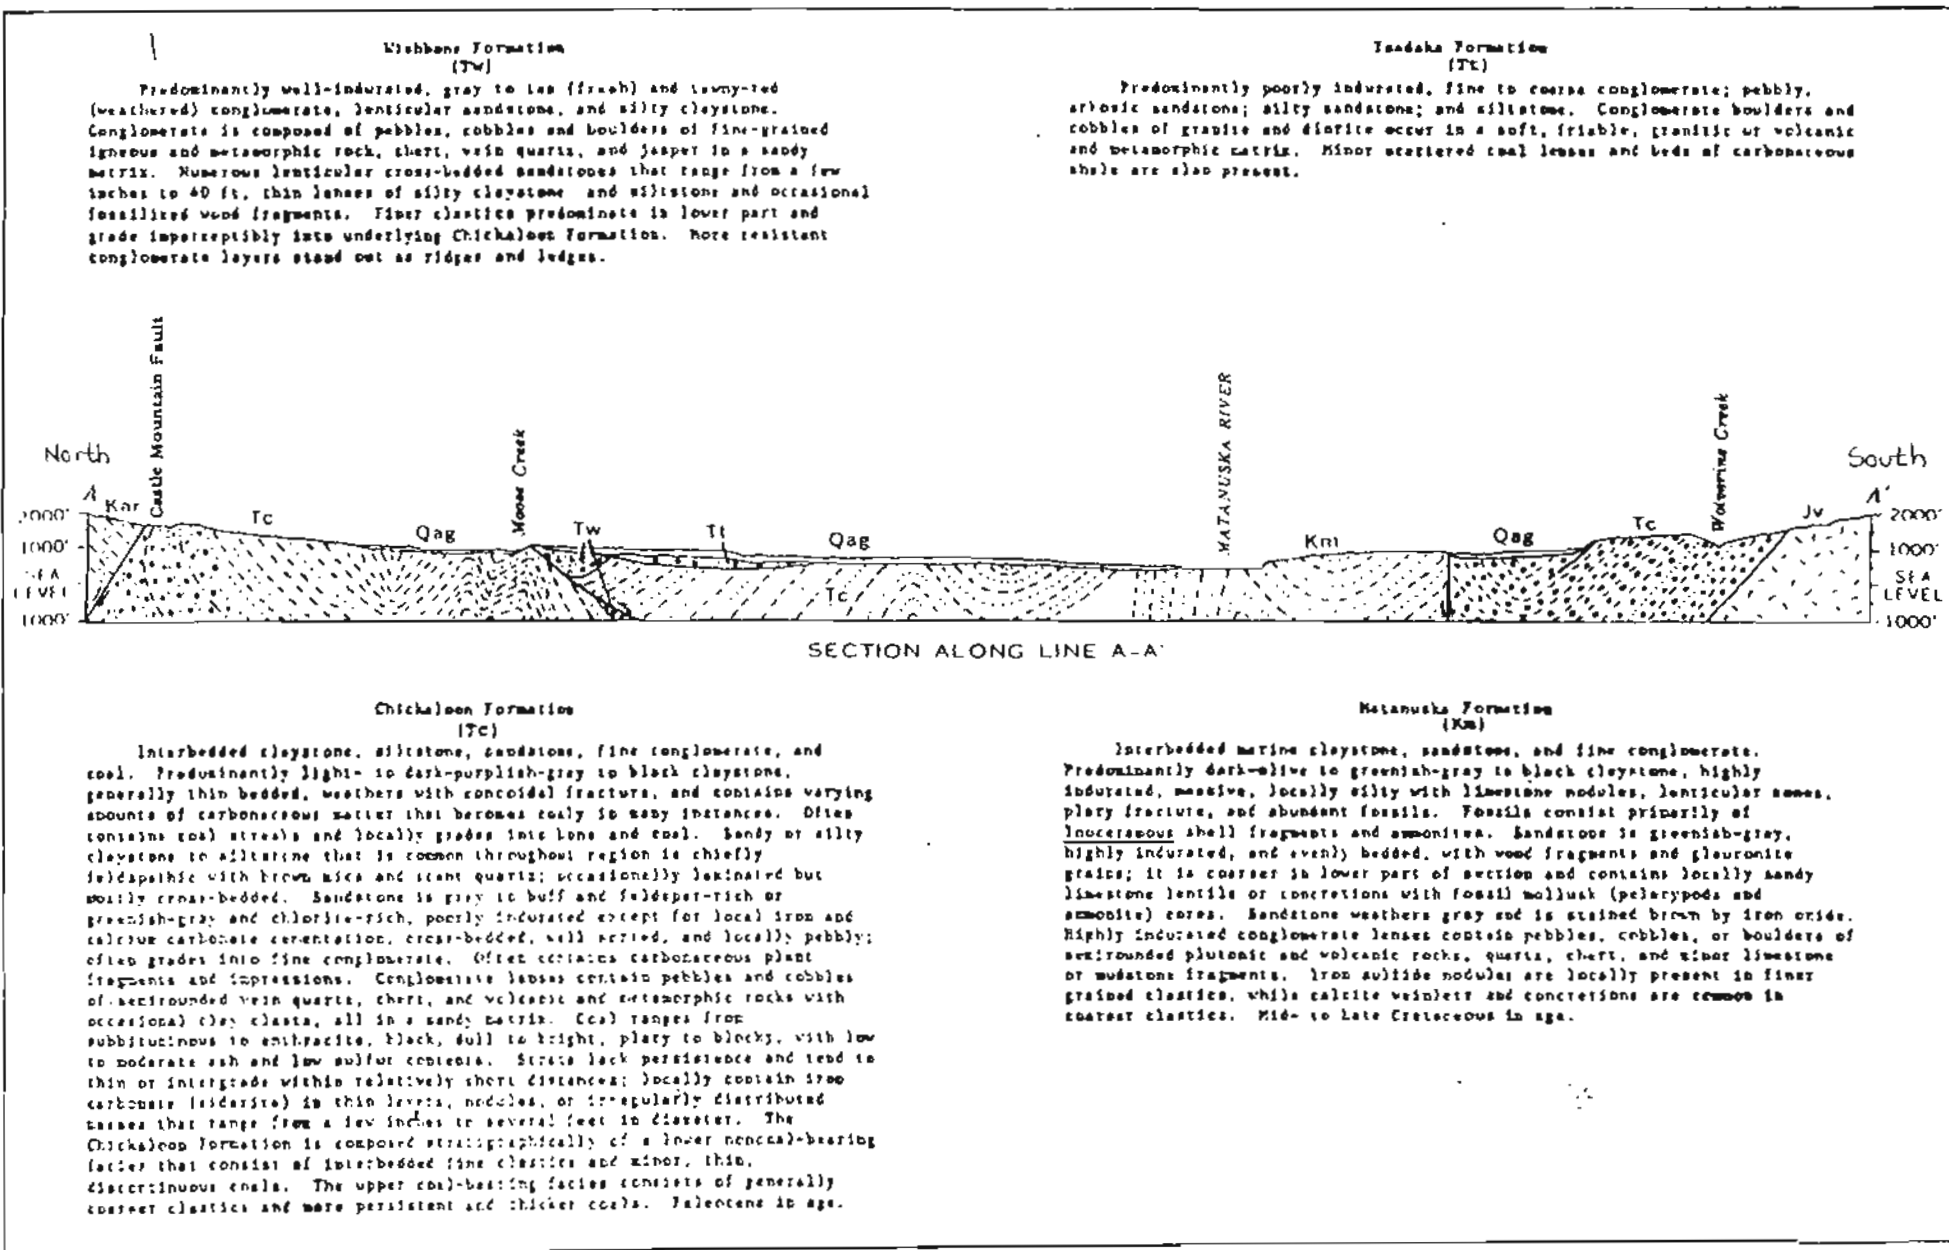 Wishbone Formation
(Tw)
Predominantly well-indurated, gray to tan (fresh) and tawny-red
(weathered) conglomerate, lenticular sandstone, and silty claystone.
Conglomerate is composed of pebbles, cobbles and boulders of fine-grained
igneous and metamorphic rock, chert, vein quartz, and jasper in a sandy
matrix. Numerous lenticular cross-bedded sandstones that range from a few
inches to 40 ft, thin lenses of silty claystone and siltstone and occasional
fossilized wood fragments. Finer clastics predominate in lower part and
grade imperceptibly into underlying Chickaloon Formation. More resistant
conglomerate layers stand out as ridges and ledges.
Tsadaka Formation
(Tt)
Predominantly poorly indurated, fine to coarse conglomerate; pebbly,
arkosic sandstone; silty sandstone; and siltstone. Conglomerate boulders and
cobbles of granite and diorite occur in a soft, friable, granitic or volcanic
and metamorphic matrix. Minor scattered coal lenses and beds of carbonaceous
shale are also present.
Castle Mountain Fault
Moose Creek
MATANUSKA RIVER
Wolverine Creek
North
South
A
A'
Kar
Tc
Qag
Tw
Tt
Qag
Km
Qag
Tc
Jv
Tc
2000'
1000'
SEA
LEVEL
1000'
2000'
1000'
SEA
LEVEL
1000'
SECTION ALONG LINE A-A'
Chickaloon Formation
(Tc)
Interbedded claystone, siltstone, sandstone, fine conglomerate, and
coal. Predominantly light- to dark-purplish-gray to black claystone,
generally thin bedded, weathers with concoidal fracture, and contains varying
amounts of carbonaceous matter that becomes coaly in many instances. Often
contains coal streaks and locally grades into bone and coal. Sandy or silty
claystone to siltstone that is common throughout region is chiefly
feldspathic with brown mica and scant quartz; occasionally laminated but
mostly cross-bedded. Sandstone is gray to buff and feldspar-rich or
greenish-gray and chlorite-rich, poorly indurated except for local iron and
calcium carbonate cementation, cross-bedded, well sorted, and locally pebbly;
often grades into fine conglomerate. Often contains carbonaceous plant
fragments and impressions. Conglomerate lenses contain pebbles and cobbles
of semirounded vein quartz, chert, and volcanic and metamorphic rocks with
occasional clay clasts, all in a sandy matrix. Coal ranges from
subbituminous to anthracite, black, dull to bright, platy to blocky, with low
to moderate ash and low sulfur contents. Strata lack persistence and tend to
thin or intergrade within relatively short distances; locally contain iron
carbonate (siderite) in thin layers, nodules, or irregularly distributed
masses that range from a few inches to several feet in diameter. The
Chickaloon Formation is composed stratigraphically of a lower noncoal-bearing
facies that consist of interbedded fine clastics and minor, thin,
discontinuous coals. The upper coal-bearing facies consists of generally
coarser clastics and more persistent and thicker coals. Paleocene in age.
Matanuska Formation
(Km)
Interbedded marine claystone, sandstone, and fine conglomerate.
Predominantly dark-olive to greenish-gray to black claystone, highly
indurated, massive, locally silty with limestone nodules, lenticular zones,
platy fracture, and abundant fossils. Fossils consist primarily of
Inoceramous shell fragments and ammonites. Sandstone is greenish-gray,
highly indurated, and evenly bedded, with wood fragments and glauconite
grains; it is coarser in lower part of section and contains locally sandy
limestone lentils or concretions with fossil mollusk (pelecypods and
ammonite) cores. Sandstone weathers gray and is stained brown by iron oxide.
Highly indurated conglomerate lenses contain pebbles, cobbles, or boulders of
semirounded plutonic and volcanic rocks, quartz, chert, and minor limestone
or mudstone fragments. Iron sulfide nodules are locally present in finer
grained clastics, while calcite veinlets and concretions are common in
coarser clastics. Mid- to Late Cretaceous in age.